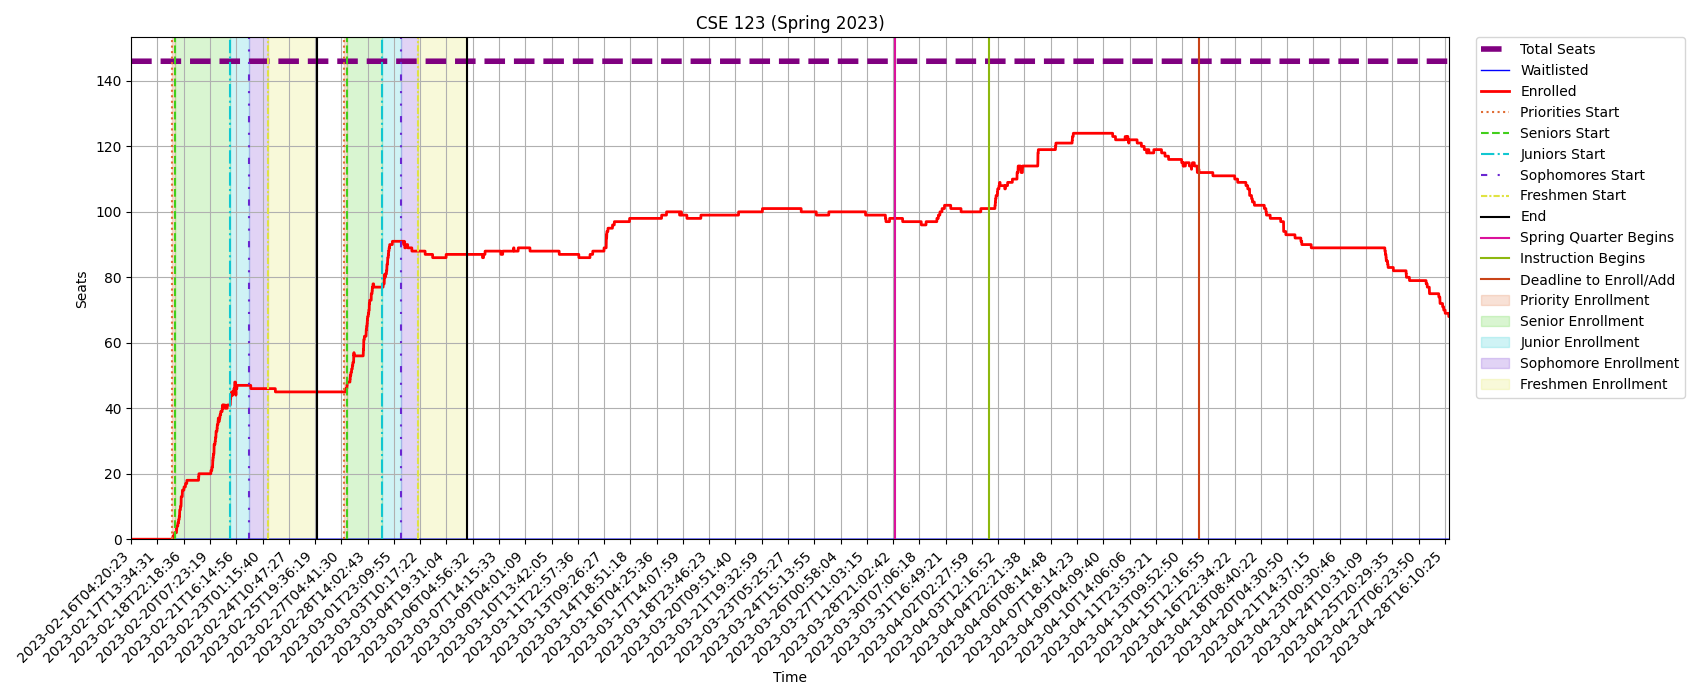 CSE 123 (Spring 2023)
Seats
140
120
100
80
60
40
20
0
2023-02-16T04:20:23
2023-02-17T13:34:31
2023-02-18T22:18:36
2023-02-20T07:23:19
2023-02-21T16:14:56
2023-02-23T01:15:40
2023-02-24T10:47:27
2023-02-25T19:36:19
2023-02-27T04:41:30
2023-02-28T14:02:43
2023-03-01T23:09:55
2023-03-03T10:17:22
2023-03-04T19:31:04
2023-03-06T04:56:32
2023-03-07T14:15:33
2023-03-09T04:01:09
2023-03-10T13:42:05
2023-03-11T22:57:36
2023-03-13T09:26:27
2023-03-14T18:51:18
2023-03-16T04:25:36
2023-03-17T14:07:59
2023-03-18T23:46:23
2023-03-20T09:51:40
2023-03-21T19:32:59
2023-03-23T05:25:27
2023-03-24T15:13:55
2023-03-26T00:58:04
2023-03-27T11:03:15
2023-03-28T21:02:42
2023-03-30T07:06:18
2023-03-31T16:49:21
2023-04-02T02:27:59
2023-04-03T12:16:52
2023-04-04T22:21:38
2023-04-06T08:14:48
2023-04-07T18:14:23
2023-04-09T04:09:40
2023-04-10T14:06:06
2023-04-11T23:53:21
2023-04-13T09:52:50
2023-04-15T12:16:55
2023-04-16T22:34:22
2023-04-18T08:40:22
2023-04-20T04:30:50
2023-04-21T14:37:15
2023-04-23T00:30:46
2023-04-24T10:31:09
2023-04-25T20:29:35
2023-04-27T06:23:50
2023-04-28T16:10:25
Time
Total Seats
Waitlisted
Enrolled
Priorities Start
Seniors Start
Juniors Start
Sophomores Start
Freshmen Start
End
Spring Quarter Begins
Instruction Begins
Deadline to Enroll/Add
Priority Enrollment
Senior Enrollment
Junior Enrollment
Sophomore Enrollment
Freshmen Enrollment